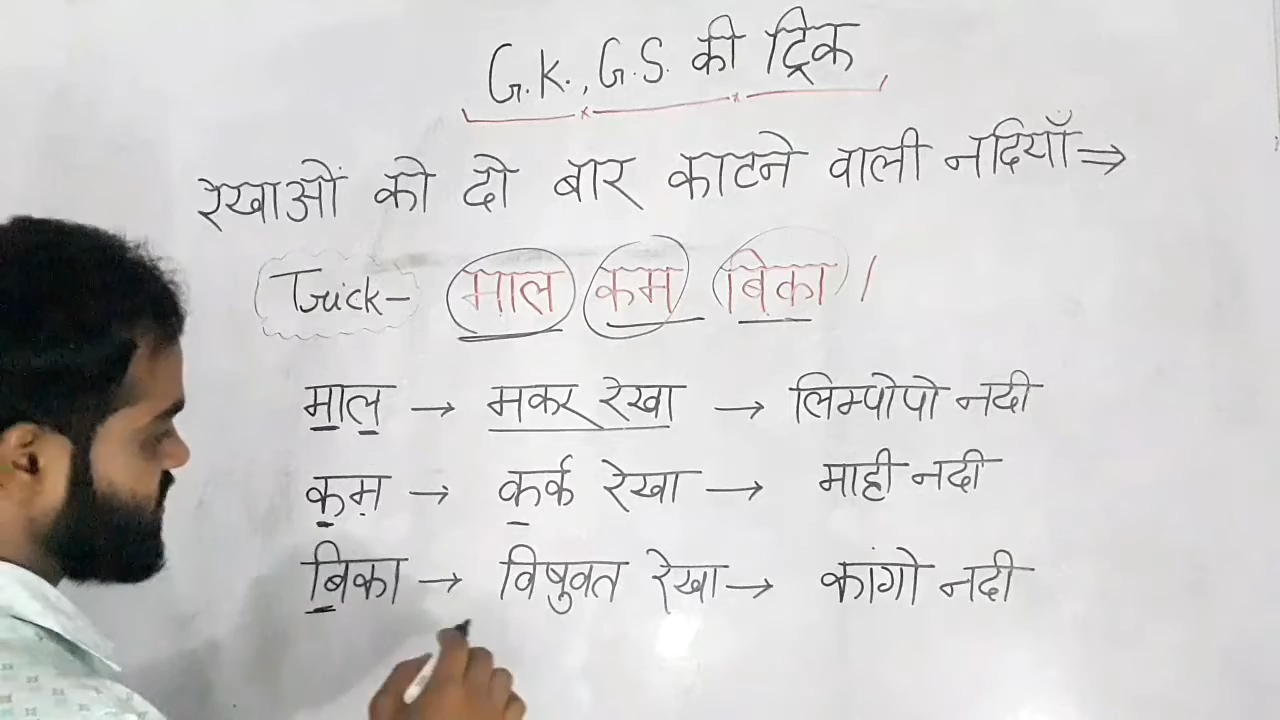 G.K., G.S. की ट्रिक
रेखाओं को दो बार काटने वाली नदियाँ ⇒
Trick- माल कम बिका /
माल → मकर रेखा → लिम्पोपो नदी
कम → कर्क रेखा → माही नदी
बिका → विषुवत रेखा → कांगो नदी